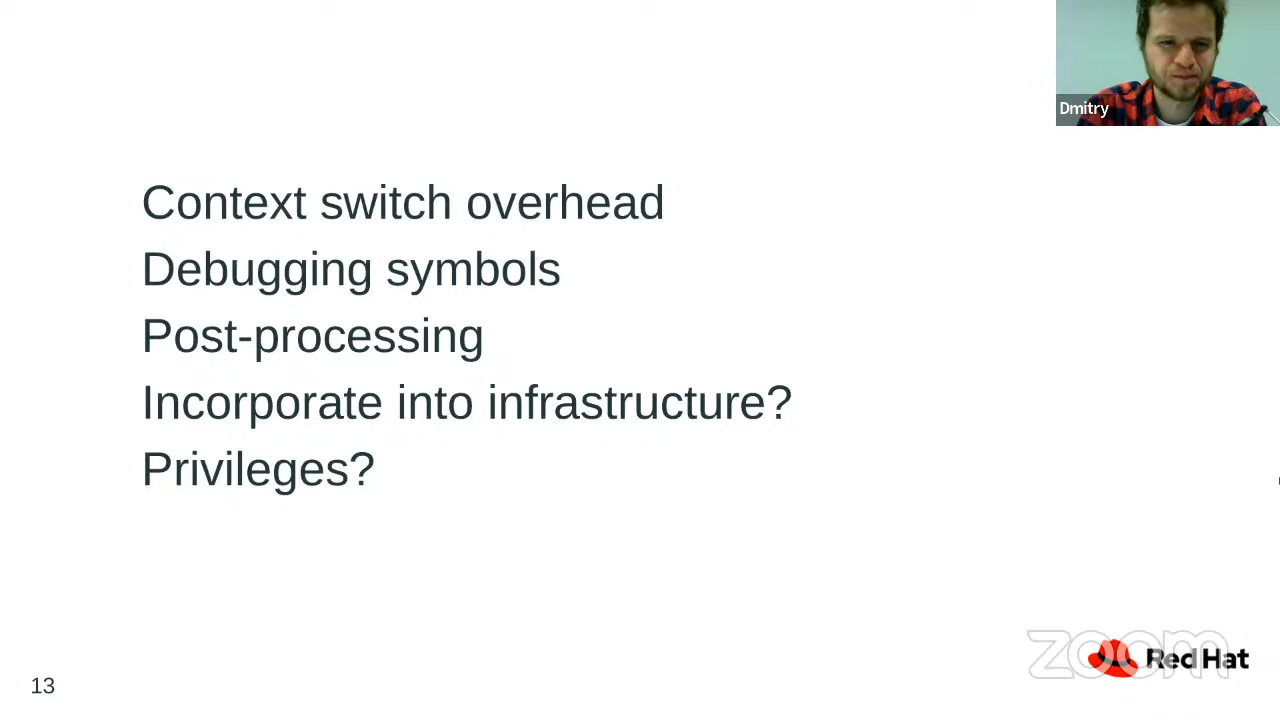 Dmitry
Context switch overhead
Debugging symbols
Post-processing
Incorporate into infrastructure?
Privileges?
zoom
Red Hat
13